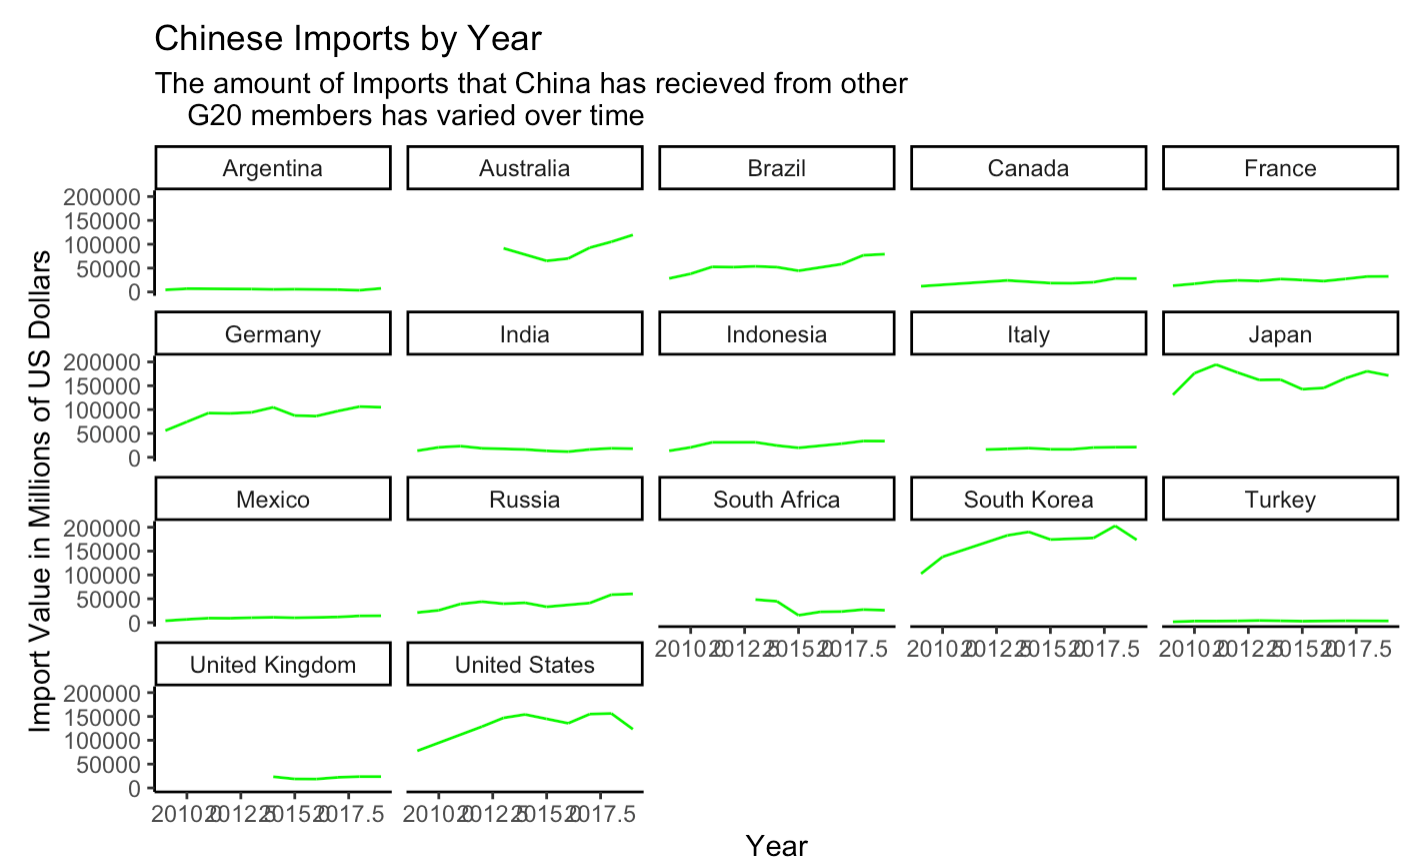 Chinese Imports by Year
The amount of Imports that China has recieved from other
G20 members has varied over time
Import Value in Millions of US Dollars
Argentina Australia Brazil Canada France
200000
150000
100000
50000
0
Germany India Indonesia Italy Japan
200000
150000
100000
50000
0
Mexico Russia South Africa South Korea Turkey
200000
150000
100000
50000
0
2010.0 2012.5 2015.0 2017.5 2010.0 2012.5 2015.0 2017.5 2010.0 2012.5 2015.0 2017.5
United Kingdom United States
200000
150000
100000
50000
0
2010.0 2012.5 2015.0 2017.5 2010.0 2012.5 2015.0 2017.5
Year